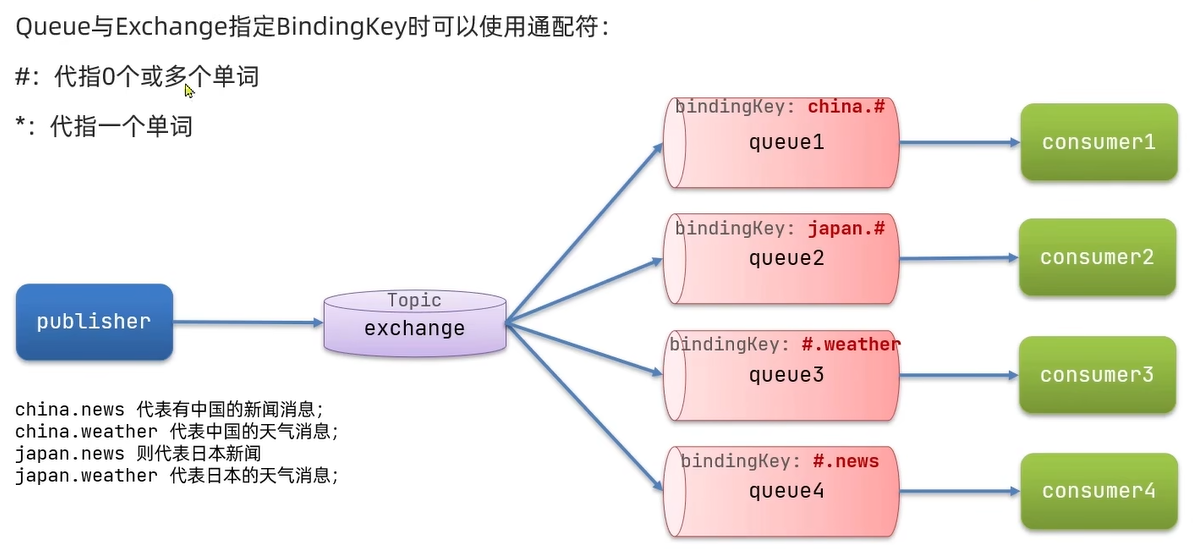 Queue与Exchange指定BindingKey时可以使用通配符：
#：代指0个或多个单词
*：代指一个单词
bindingKey: china.#
queue1
consumer1
bindingKey: japan.#
queue2
consumer2
publisher
Topic
exchange
bindingKey: #.weather
queue3
consumer3
bindingKey: #.news
queue4
consumer4
china.news 代表有中国的新闻消息；
china.weather 代表中国的天气消息；
japan.news 则代表日本新闻
japan.weather 代表日本的天气消息；